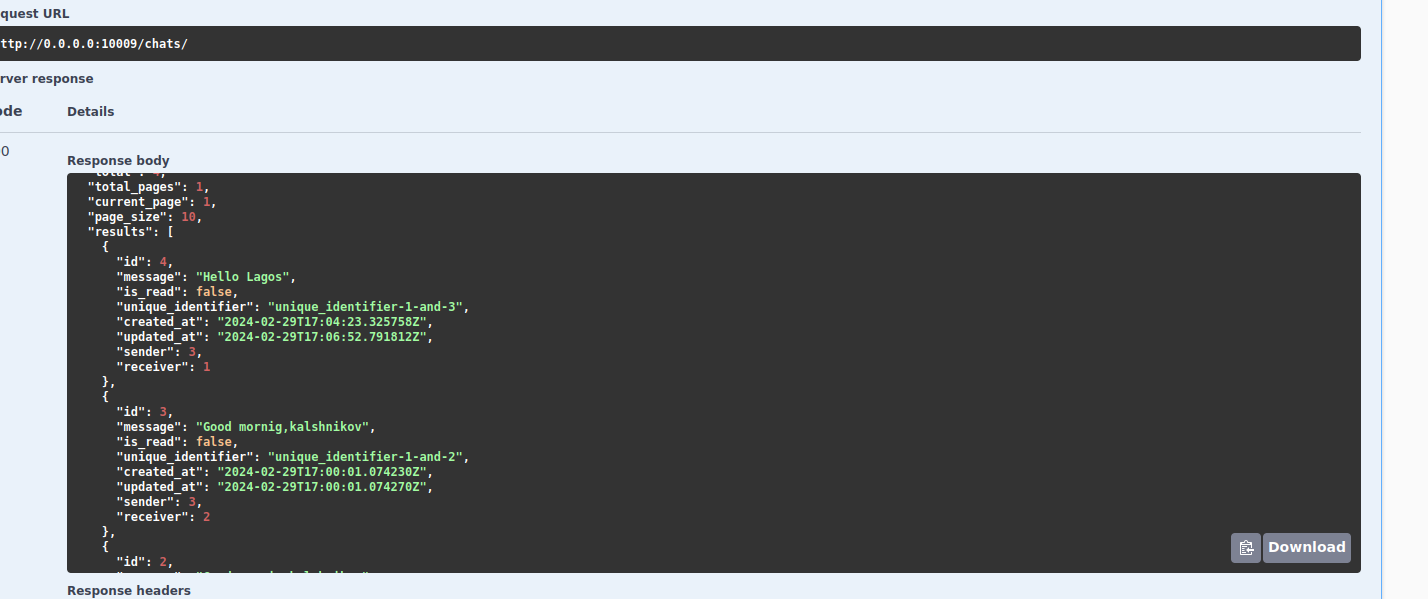 quest URL
ttp://0.0.0.0:10009/chats/
rver response
ode
Details
0
Response body
"total": 4,
"total_pages": 1,
"current_page": 1,
"page_size": 10,
"results": [
{
"id": 4,
"message": "Hello Lagos",
"is_read": false,
"unique_identifier": "unique_identifier-1-and-3",
"created_at": "2024-02-29T17:04:23.325758Z",
"updated_at": "2024-02-29T17:06:52.791812Z",
"sender": 3,
"receiver": 1
},
{
"id": 3,
"message": "Good mornig,kalshnikov",
"is_read": false,
"unique_identifier": "unique_identifier-1-and-2",
"created_at": "2024-02-29T17:00:01.074230Z",
"updated_at": "2024-02-29T17:00:01.074270Z",
"sender": 3,
"receiver": 2
},
{
"id": 2,
Download
Response headers